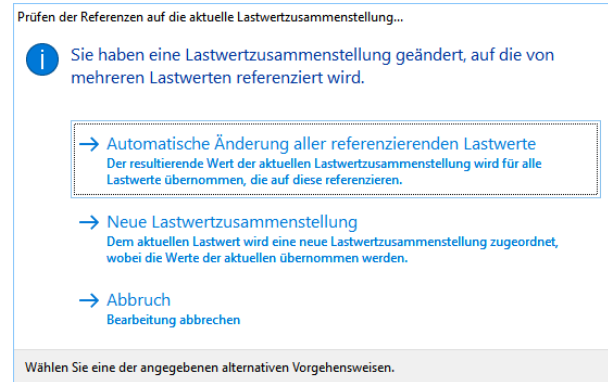 Prüfen der Referenzen auf die aktuelle Lastwertzusammenstellung...
Sie haben eine Lastwertzusammenstellung geändert, auf die von
mehreren Lastwerten referenziert wird.
Automatische Änderung aller referenzierenden Lastwerte
Der resultierende Wert der aktuellen Lastwertzusammenstellung wird für alle
Lastwerte übernommen, die auf diese referenzieren.
Neue Lastwertzusammenstellung
Dem aktuellen Lastwert wird eine neue Lastwertzusammenstellung zugeordnet,
wobei die Werte der aktuellen übernommen werden.
Abbruch
Bearbeitung abbrechen
Wählen Sie eine der angegebenen alternativen Vorgehensweisen.